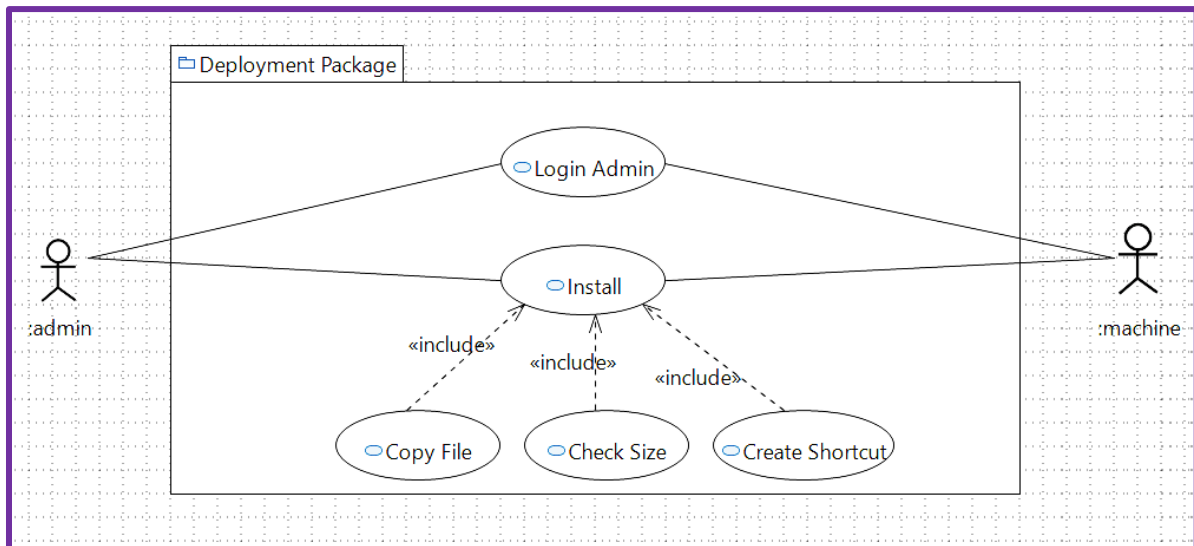 Deployment Package
Login Admin
Install
:admin
:machine
«include»
«include»
«include»
Copy File
Check Size
Create Shortcut